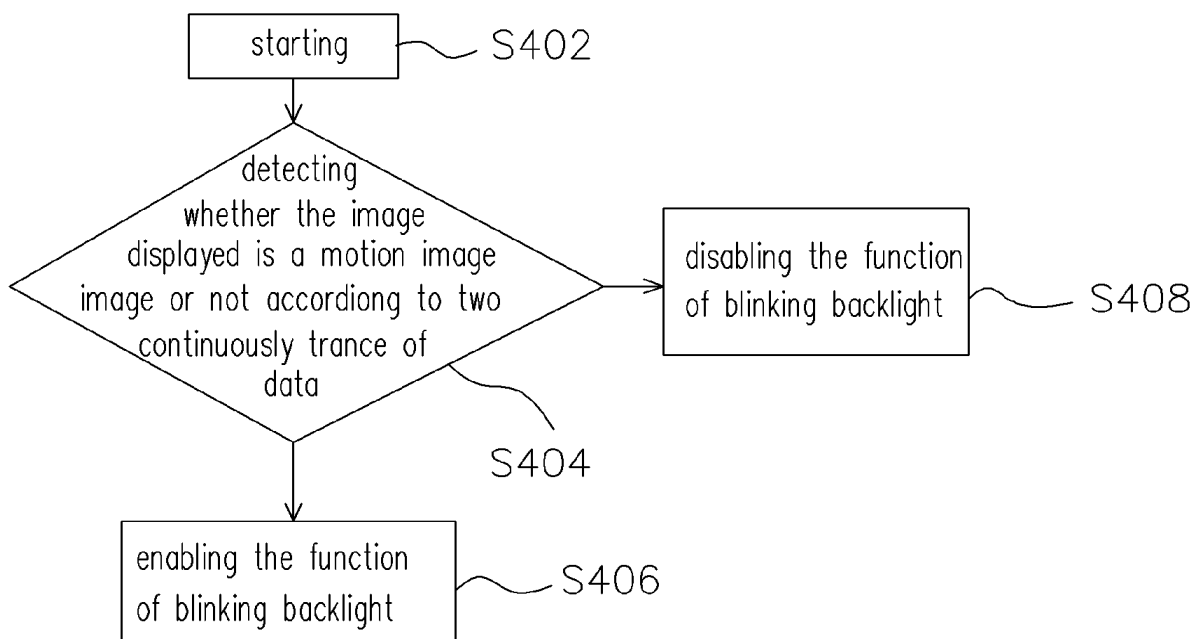 starting
S402
detecting
whether the image
displayed is a motion image
image or not accordiong to two
continuously trance of
data
S404
disabling the function
of blinking backlight
S408
enabling the function
of blinking backlight
S406